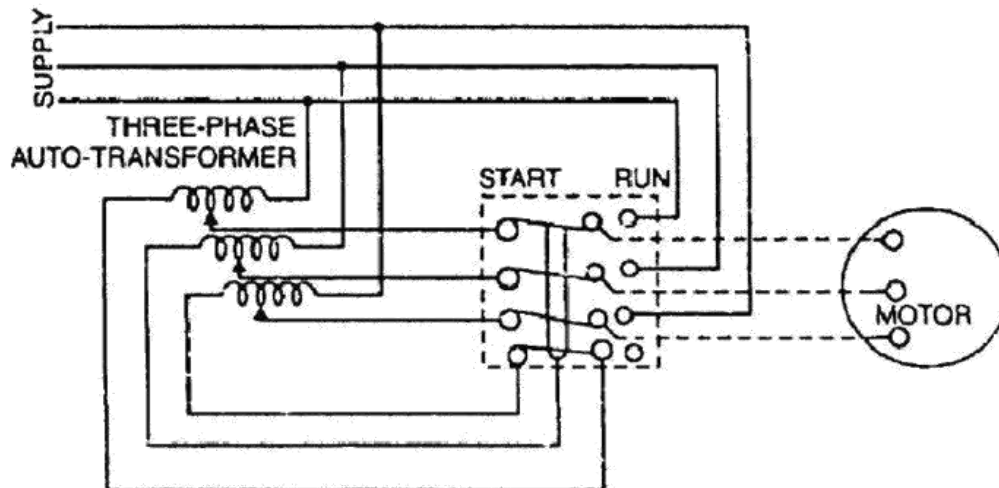 SUPPLY
THREE-PHASE
AUTO-TRANSFORMER
START RUN
MOTOR